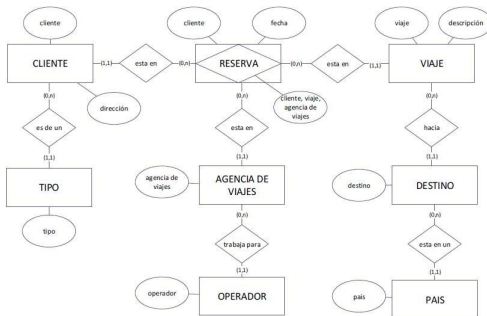 cliente
cliente
fecha
viaje
descripción
CLIENTE
(1,1)
esta en
(0,n)
RESERVA
(0,n)
esta en
(1,1)
VIAJE
(0,n)
dirección
(0,n)
cliente, viaje,
agencia de
viajes
(0,n)
es de un
esta en
hacia
(1,1)
(1,1)
(1,1)
TIPO
agencia de
viajes
AGENCIA DE
VIAJES
destino
DESTINO
tipo
(0,n)
(0,n)
trabaja para
esta en un
(1,1)
(1,1)
operador
OPERADOR
pais
PAIS